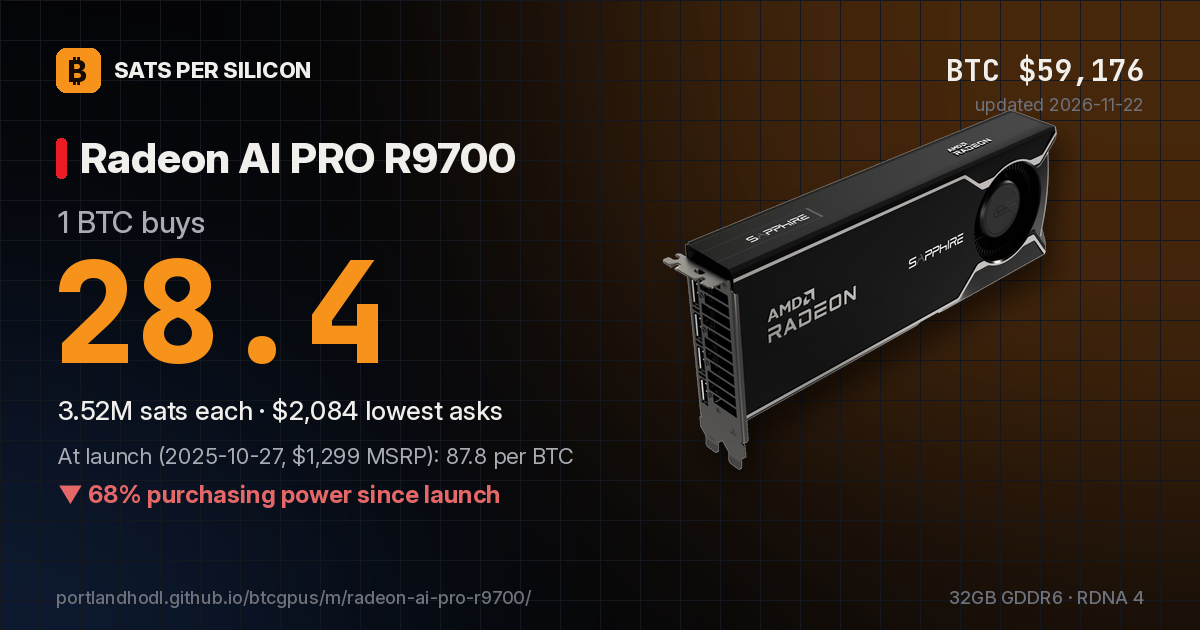 SATS PER SILICON
BTC $59,176
updated 2026-11-22
Radeon AI PRO R9700
1 BTC buys
28.4
3.52M sats each · $2,084 lowest asks
At launch (2025-10-27, $1,299 MSRP): 87.8 per BTC
▼ 68% purchasing power since launch
AMD RADEON
SAPPHIRE
SAPPHIRE
AMD
RADEON
portlandhodl.github.io/btcgpus/m/radeon-ai-pro-r9700/
32GB GDDR6 · RDNA 4